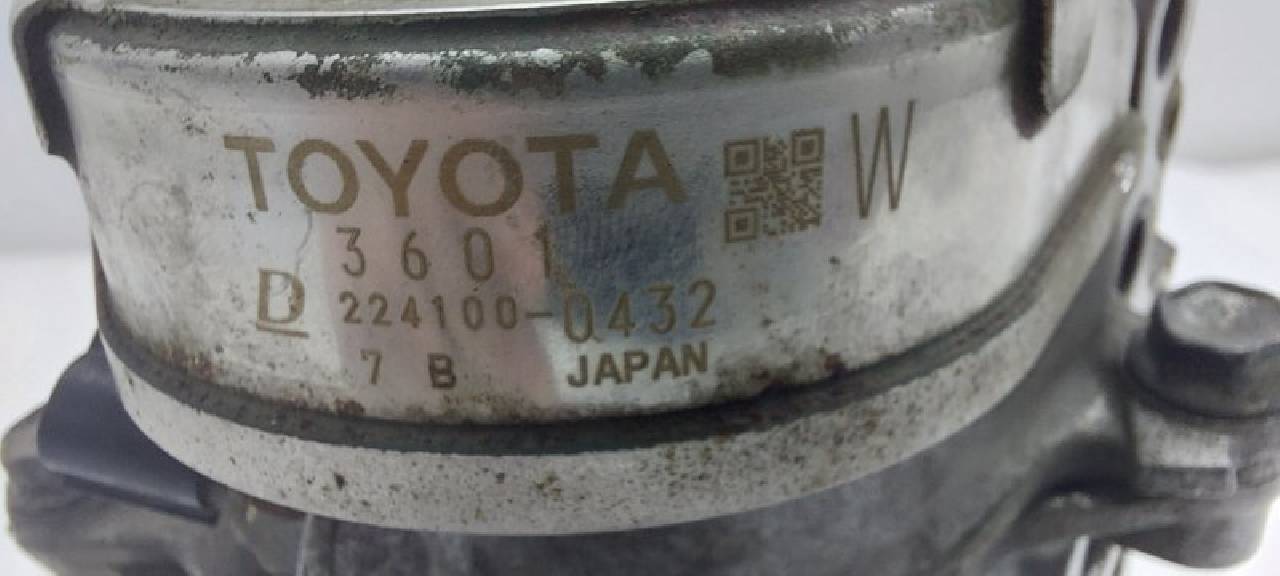 TOYOTA W
3601
D 224100-0432
7 B JAPAN